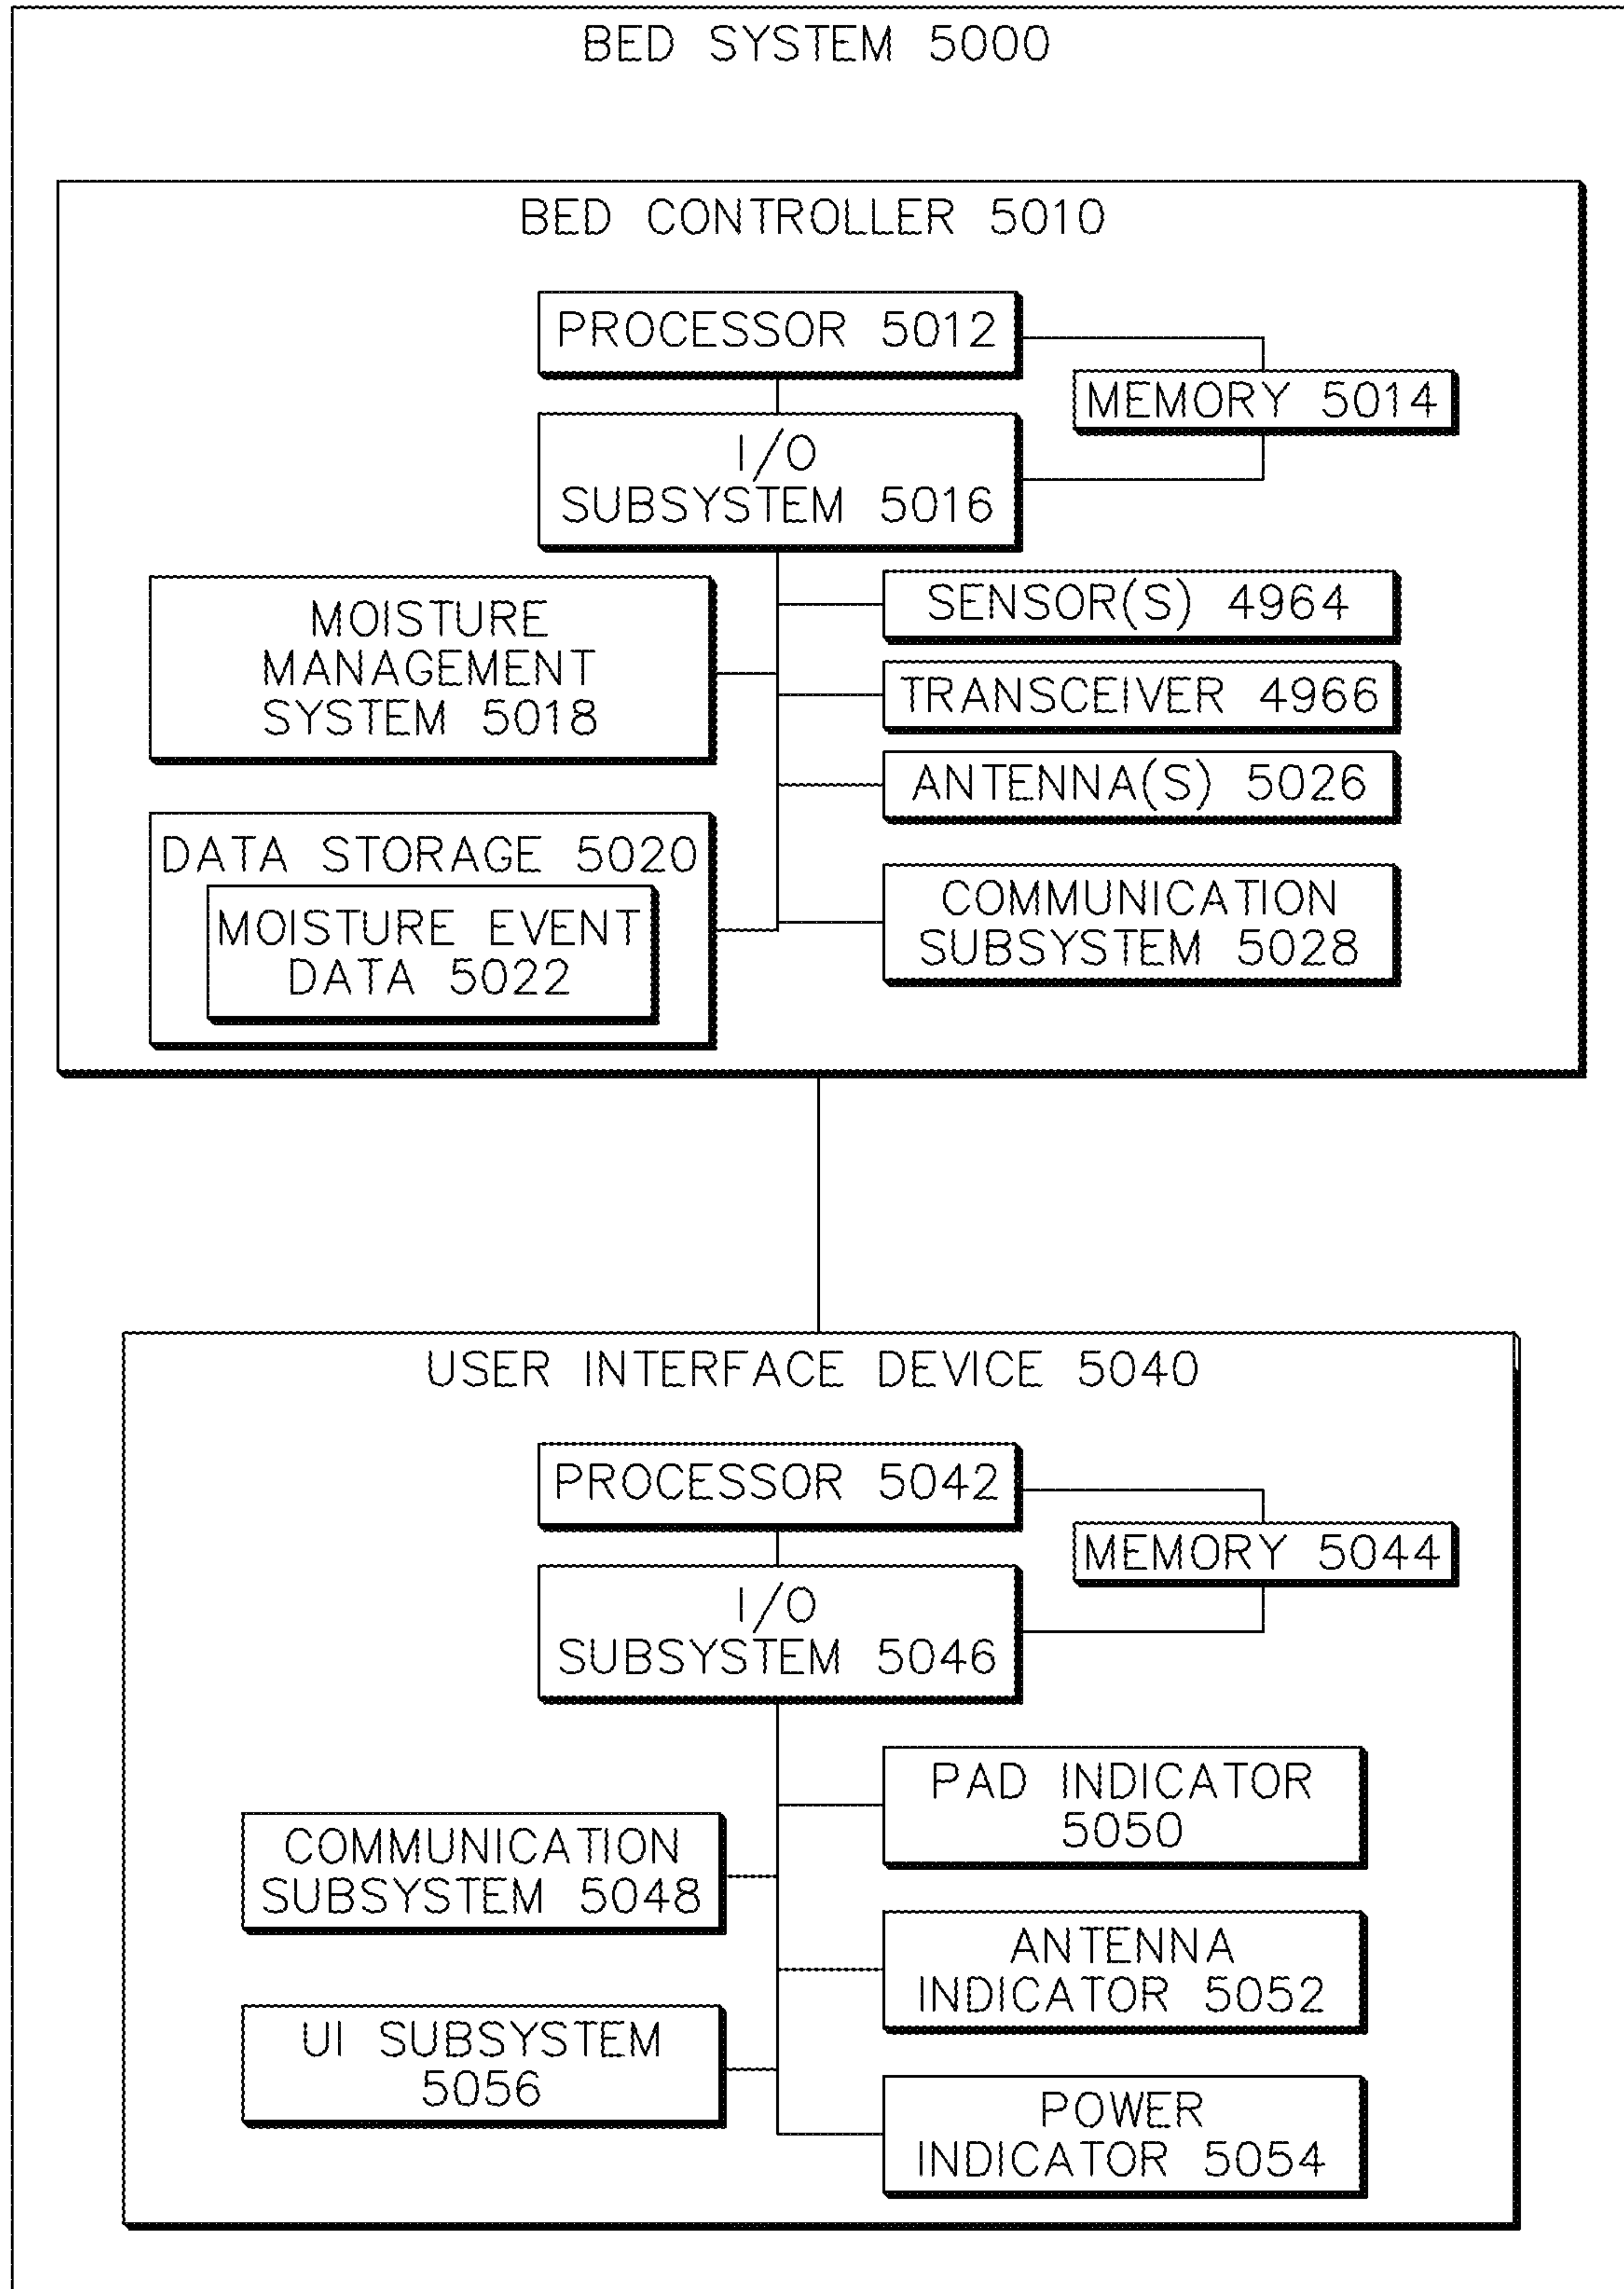 BED SYSTEM 5000
BED CONTROLLER 5010
PROCESSOR 5012
MEMORY 5014
I/O
SUBSYSTEM 5016
MOISTURE
MANAGEMENT
SYSTEM 5018
SENSOR(S) 4964
TRANSCEIVER 4966
ANTENNA(S) 5026
DATA STORAGE 5020
MOISTURE EVENT
DATA 5022
COMMUNICATION
SUBSYSTEM 5028
USER INTERFACE DEVICE 5040
PROCESSOR 5042
MEMORY 5044
I/O
SUBSYSTEM 5046
PAD INDICATOR
5050
COMMUNICATION
SUBSYSTEM 5048
ANTENNA
INDICATOR 5052
UI SUBSYSTEM
5056
POWER
INDICATOR 5054